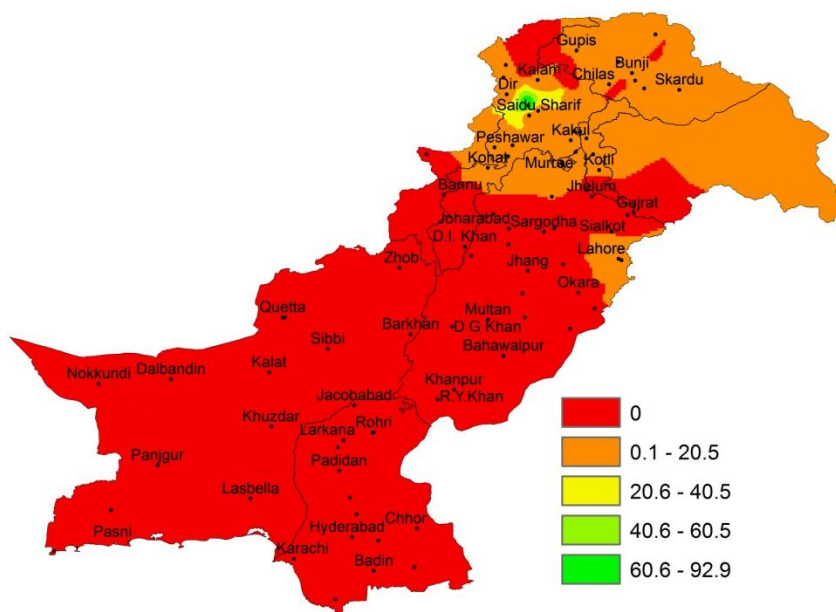 Gupis
Kalam
Bunji
Chilas
Dir
Skardu
Saidu Sharif
Peshawar
Kakul
Kohat
Murree
Kotli
Bannu
Jhelum
Gujrat
Joharabad
Sargodha
Sialkot
D.I. Khan
Lahore
Zhob
Jhang
Okara
Quetta
Multan
Barkhan
D G Khan
Sibbi
Bahawalpur
Kalat
Nokkundi
Dalbandin
Khanpur
Jacobabad
R.Y.Khan
Khuzdar
Larkana
Rohri
Panjgur
Padidan
Lasbella
Pasni
Hyderabad
Chhor
Karachi
Badin
0
0.1 - 20.5
20.6 - 40.5
40.6 - 60.5
60.6 - 92.9